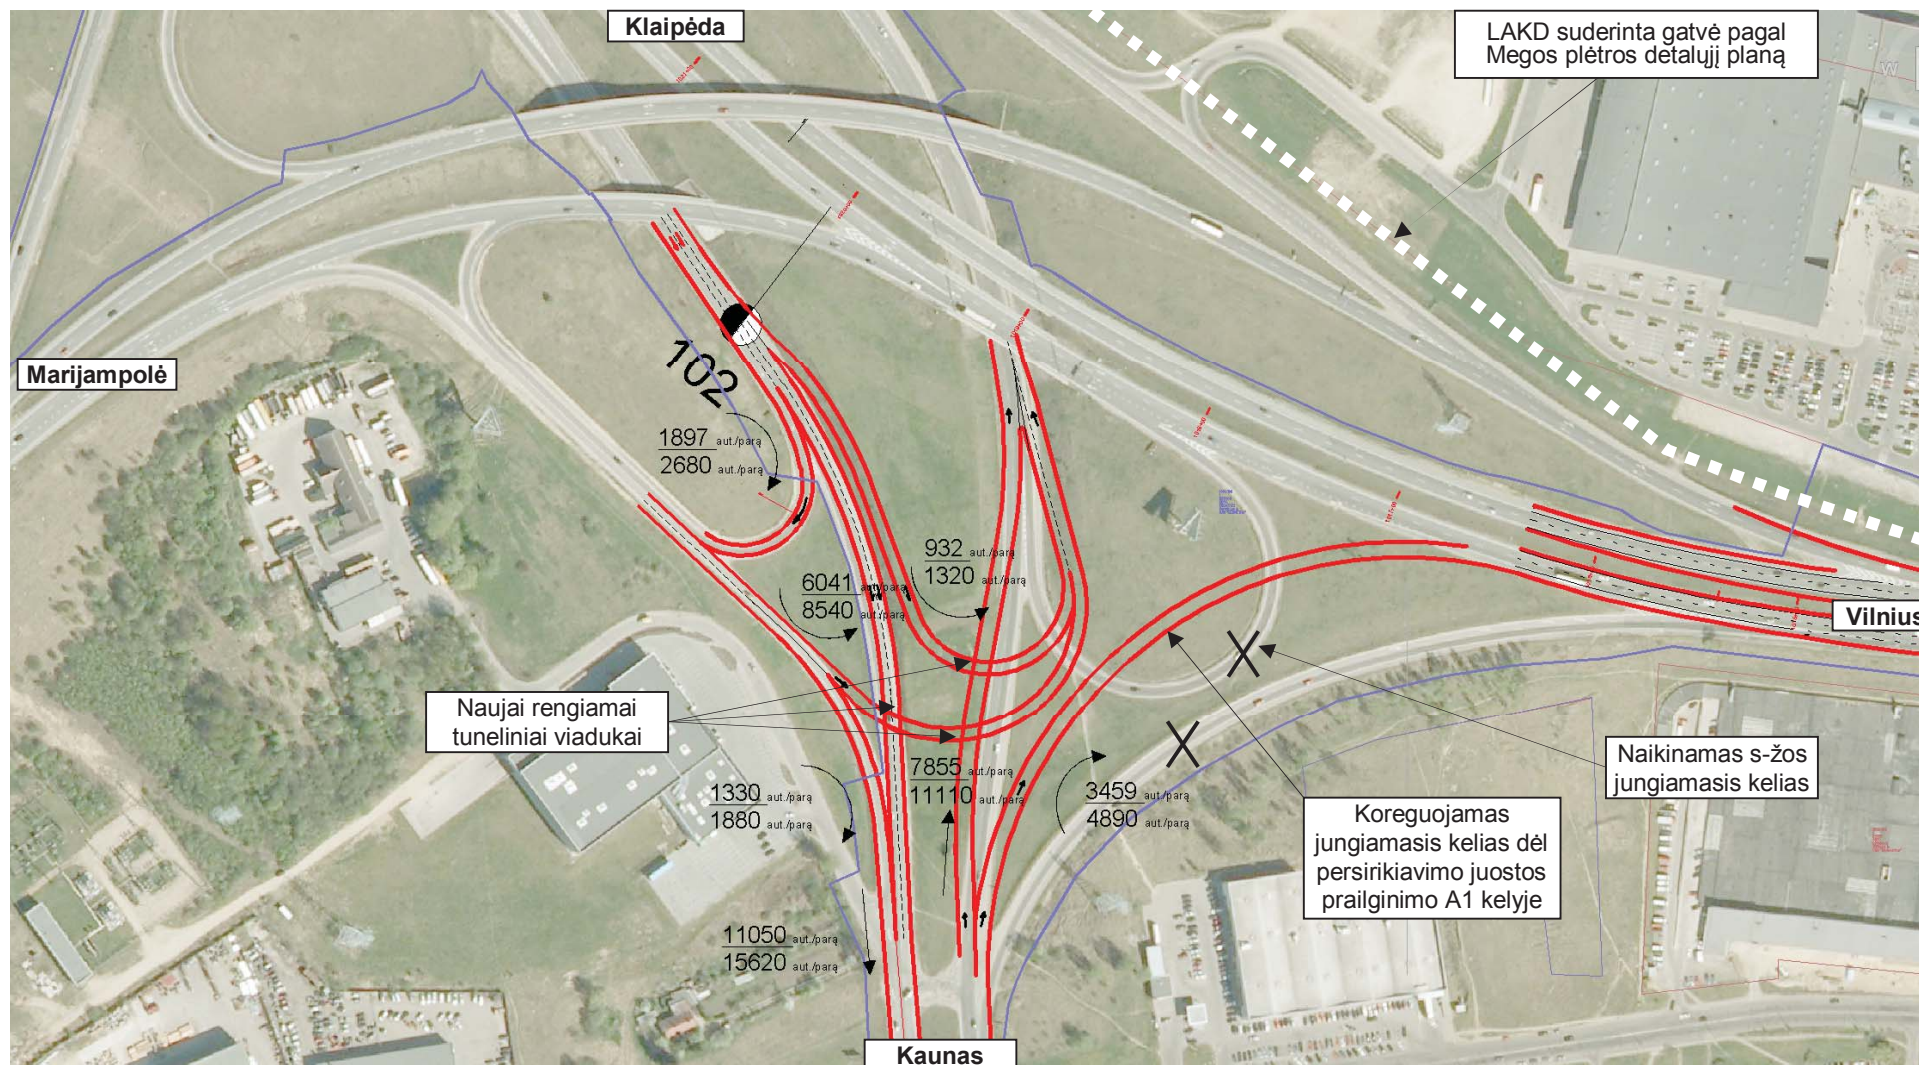 Klaipėda
LAKD suderinta gatvė pagal
Megos plėtros detalųjį planą
W
Marijampolė
102
1897 aut./parą
2680 aut./parą
932 aut./parą
1320 aut./parą
6041 aut./parą
8540 aut./parą
Vilnius
Naujai rengiamai
tuneliniai viadukai
Naikinamas s-žos
jungiamasis kelias
7855 aut./parą
11110 aut./parą
1330 aut./parą
1880 aut./parą
3459 aut./parą
4890 aut./parą
Koreguojamas
jungiamasis kelias dėl
persirikiavimo juostos
prailginimo A1 kelyje
11050 aut./parą
15620 aut./parą
Kaunas